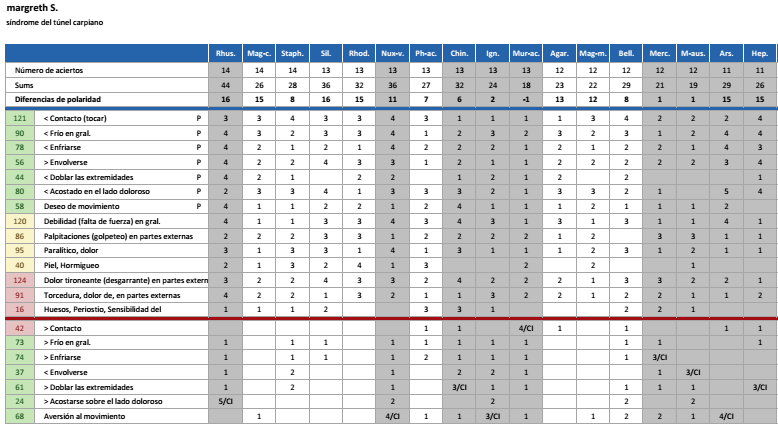 margreth S.
síndrome del túnel carpiano
Rhus. Mag-c. Staph. Sil. Rhod. Nux-v. Ph-ac. Chin. Ign. Mur-ac. Agar. Mag-m. Bell. Merc. M-aus. Ars. Hep.
Número de aciertos 14 14 14 13 13 13 13 13 13 13 12 12 12 12 12 11 11
Sums 44 26 28 36 32 36 27 32 24 18 23 22 29 21 19 29 26
Diferencias de polaridad 16 15 8 16 15 11 7 6 2 -1 13 12 8 1 1 15 15
121 < Contacto (tocar) P 3 3 4 3 3 4 3 1 1 1 1 3 4 2 2 2 4
90 < Frío en gral. P 4 3 2 3 3 4 1 2 3 2 3 2 3 1 2 4 4
78 < Enfriarse P 4 2 1 2 1 4 2 2 1 1 1 2 2 2 1 4 3
56 > Envolverse P 4 2 2 4 3 3 1 2 1 1 2 2 2 2 2 3 4
44 < Doblar las extremidades P 4 2 1 2 2 1 2 2 1
80 < Acostado en el lado doloroso P 2 3 3 4 1 3 3 2 1 3 3 2 1 5 4
58 Deseo de movimiento P 4 1 1 2 2 1 2 4 1 1 1 1 2 1 1 2
120 Debilidad (falta de fuerza) en gral. 4 1 1 3 3 4 3 4 3 1 3 1 3 1 1 4 1
86 Palpitaciones (golpeteo) en partes externas 2 2 2 3 3 1 2 2 2 2 1 2 3 3 1 1
95 Paralítico, dolor 3 1 3 3 1 4 1 3 1 1 1 2 3 1 2 1 1
40 Piel, Hormigueo 2 1 3 2 4 1 3 2 2 1
124 Dolor tironeante (desgarrante) en partes extern 3 2 2 4 3 3 2 4 2 2 2 1 3 3 2 2 1
91 Torcedura, dolor de, en partes externas 4 2 2 1 3 2 1 1 3 2 2 1 2 2 1 1 2
16 Huesos, Periostio, Sensibilidad del 1 1 1 2 3 3 1 2 2 1
42 > Contacto 1 1 4/CI 1 1 1 1
73 > Frío en gral. 1 1 1 1 1 1 1 1 1 1 1
74 > Enfriarse 1 1 1 1 2 1 1 1 1 3/CI
37 < Envolverse 1 2 1 2 2 1 1 3/CI
61 > Doblar las extremidades 1 2 1 3/CI 2 1 1 1 1 3/CI
24 > Acostarse sobre el lado doloroso 5/CI 2 2 2 2
68 Aversión al movimiento 1 4/CI 1 1 3/CI 1 1 2 2 1 4/CI